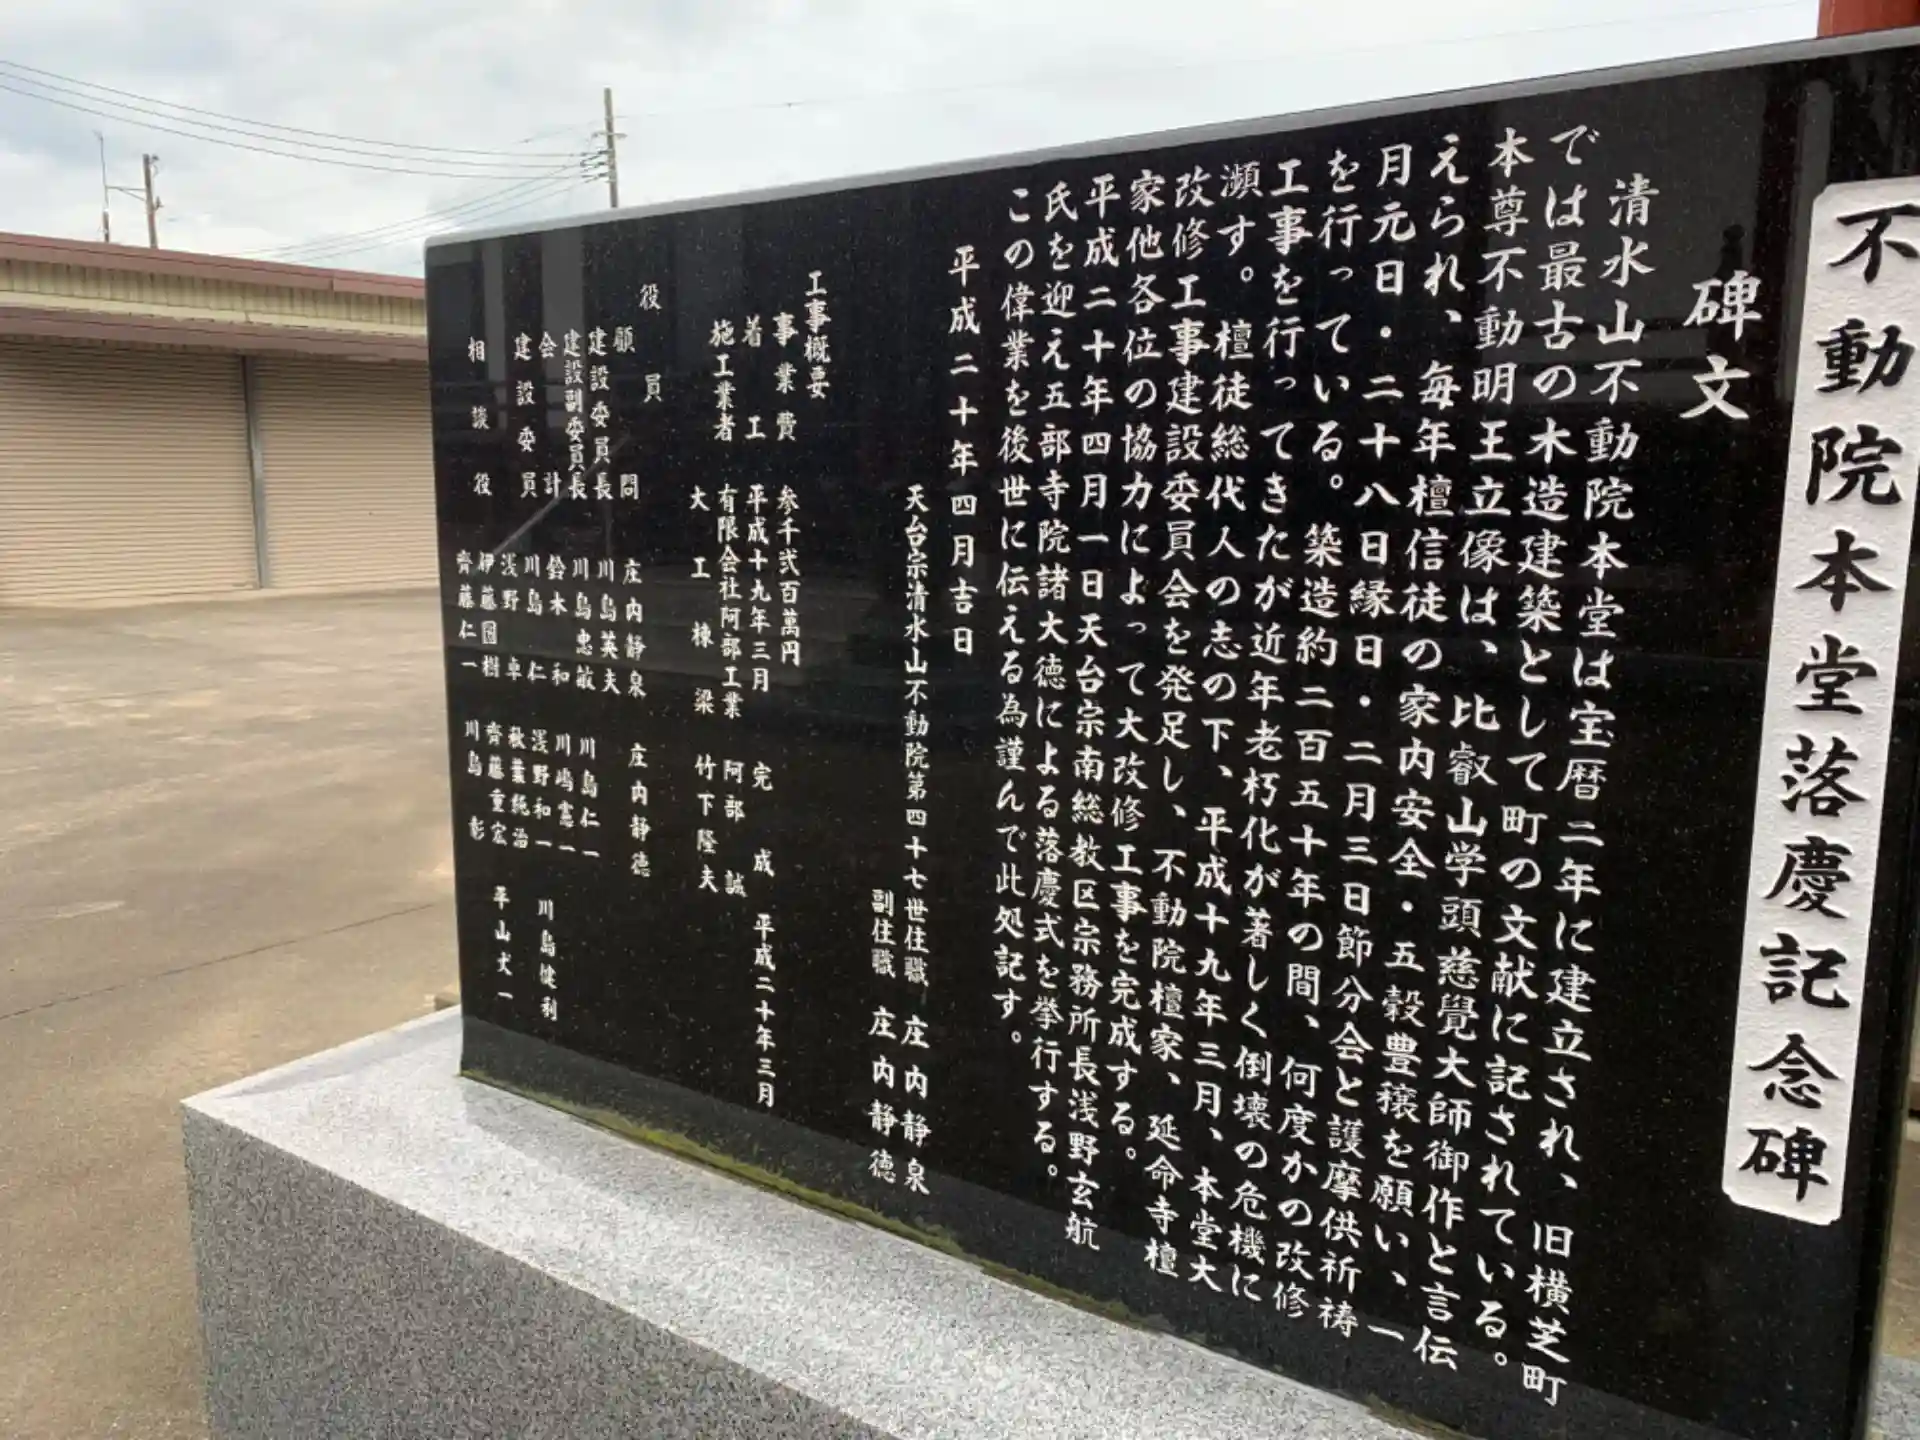 不動院本堂落慶記念碑
碑文
清水山不動院本堂は宝暦二年に建立され、旧横芝町
では最古の木造建築として町の文献に記されている。
本尊不動明王立像は、比叡山学頭慈覺大師御作と言伝
えられ、毎年檀信徒の家内安全・五穀豊穣を願い、一
月元日・二十八日縁日・二月三日節分会と護摩供祈祷
を行っている。築造約二百五十年の間、何度かの改修
工事を行ってきたが近年老朽化が著しく倒壊の危機に
瀕す。檀徒総代人の志の下、平成十九年三月、本堂大
改修工事建設委員会を発足し、不動院檀家、延命寺檀
家他各位の協力によって大改修工事を完成する。
平成二十年四月一日天台宗南総教区宗務所長浅野玄航
氏を迎え五部寺院諸大徳による落慶式を挙行する。
この偉業を後世に伝える為謹んで此処記す。
平成二十年四月吉日
天台宗清水山不動院第四十七世住職 庄内静泉
副住職 庄内静徳
工事概要
事業費 参千弐百萬円
着工 平成十九年三月 完成 平成二十年三月
施工業者 有限会社阿部工業 阿部誠
大工棟梁 竹下隆夫
役員
顧問 庄内静泉 庄内静徳
建設委員長 川島英夫
建設副委員長 川島忠敏 川島仁一
会計 鈴木和 川嶋憲一
建設委員 川島仁 浅野和一 川島健利
浅野卓 秋葉純治
伊藤樹 齊藤重宏 平山丈一
相談役 齊藤仁一 川島彰